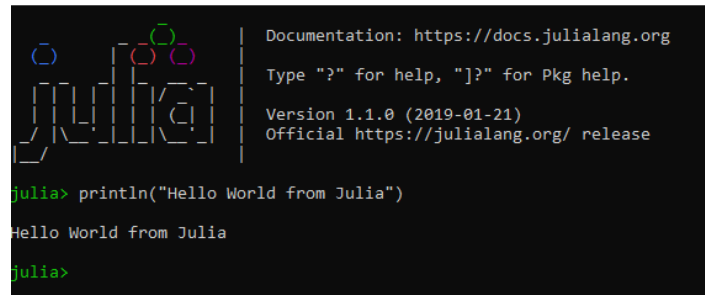 julia
Documentation: https://docs.julialang.org
Type "?" for help, "]?" for Pkg help.
Version 1.1.0 (2019-01-21)
Official https://julialang.org/ release
julia> println("Hello World from Julia")
Hello World from Julia
julia>